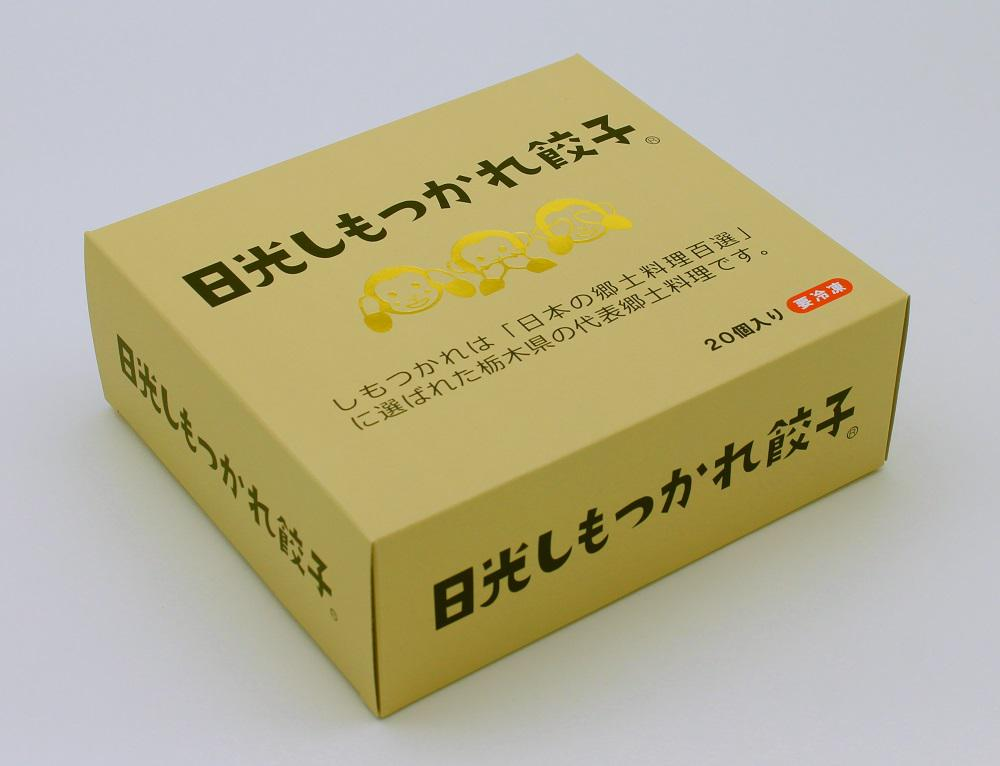 日光しもつかれ餃子®
しもつかれは「日本の郷土料理百選」
に選ばれた栃木県の代表郷土料理です。
20個入り 要冷凍
日光しもつかれ餃子®
日光しもつかれ餃子®